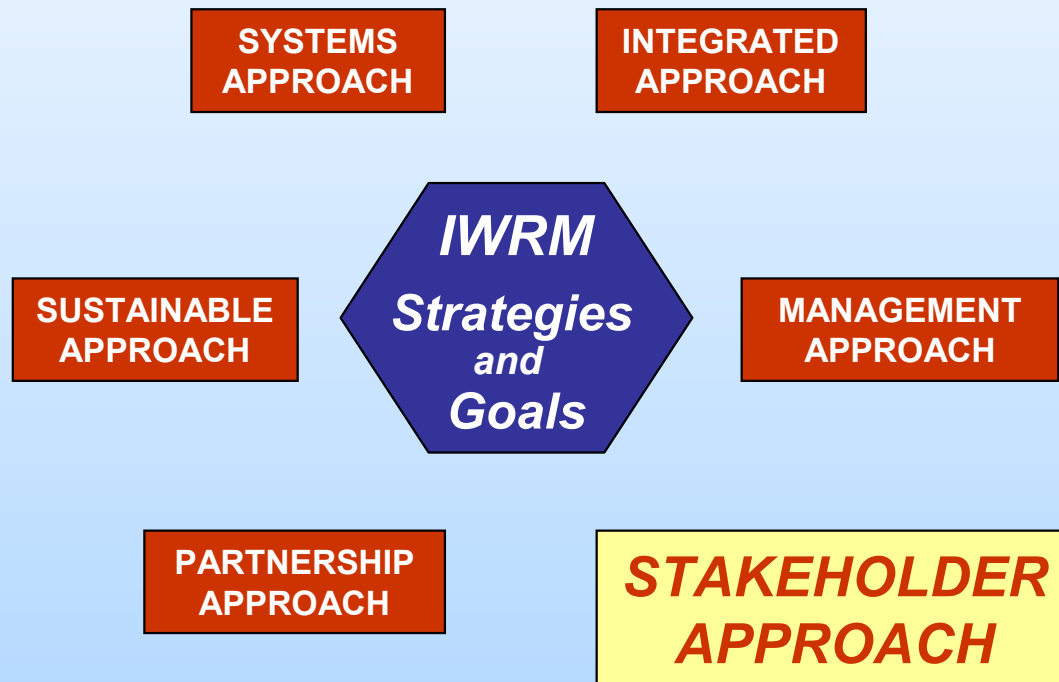 SYSTEMS
APPROACH
INTEGRATED
APPROACH
IWRM
Strategies
and
Goals
SUSTAINABLE
APPROACH
MANAGEMENT
APPROACH
PARTNERSHIP
APPROACH
STAKEHOLDER
APPROACH